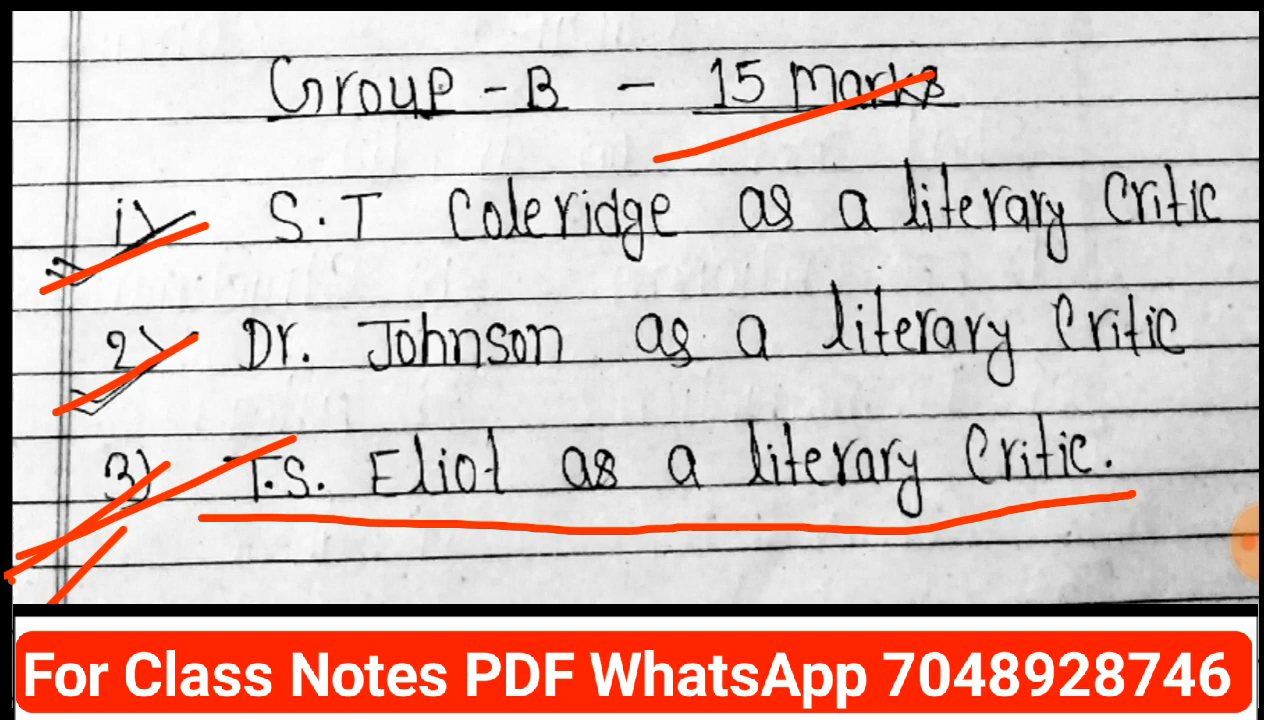 Group - B - 15 Marks
1) S.T Coleridge as a literary Critic
2) Dr. Johnson as a literary Critic
3) T.S. Eliot as a literary Critic.
For Class Notes PDF WhatsApp 7048928746